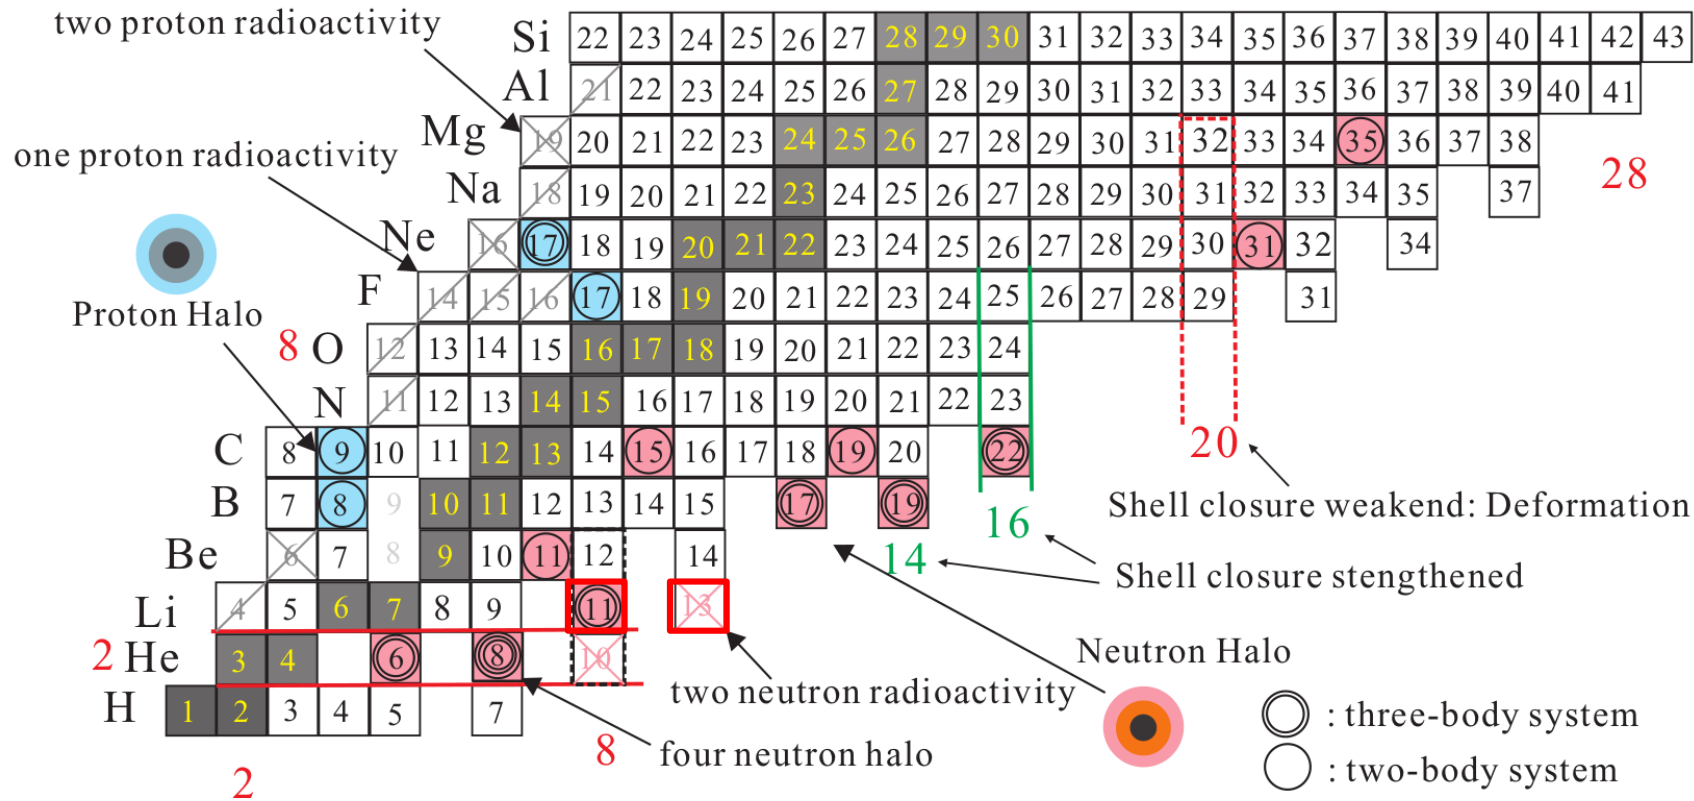 two proton radioactivity
Si 22 23 24 25 26 27 28 29 30 31 32 33 34 35 36 37 38 39 40 41 42 43
Al 21 22 23 24 25 26 27 28 29 30 31 32 33 34 35 36 37 38 39 40 41
Mg 19 20 21 22 23 24 25 26 27 28 29 30 31 32 33 34 35 36 37 38
one proton radioactivity
Na 18 19 20 21 22 23 24 25 26 27 28 29 30 31 32 33 34 35 37
28
Ne 16 17 18 19 20 21 22 23 24 25 26 27 28 29 30 31 32 34
F 14 15 16 17 18 19 20 21 22 23 24 25 26 27 28 29 31
Proton Halo
8 O 12 13 14 15 16 17 18 19 20 21 22 23 24
N 11 12 13 14 15 16 17 18 19 20 21 22 23
C 8 9 10 11 12 13 14 15 16 17 18 19 20 22
20
B 7 8 9 10 11 12 13 14 15 17 19
Shell closure weakend: Deformation
16
Be 6 7 8 9 10 11 12 14
14
Shell closure stengthened
Li 4 5 6 7 8 9 11 13
2 He 3 4 6 8 10
Neutron Halo
two neutron radioactivity
H 1 2 3 4 5 7
: three-body system
8
four neutron halo
: two-body system
2